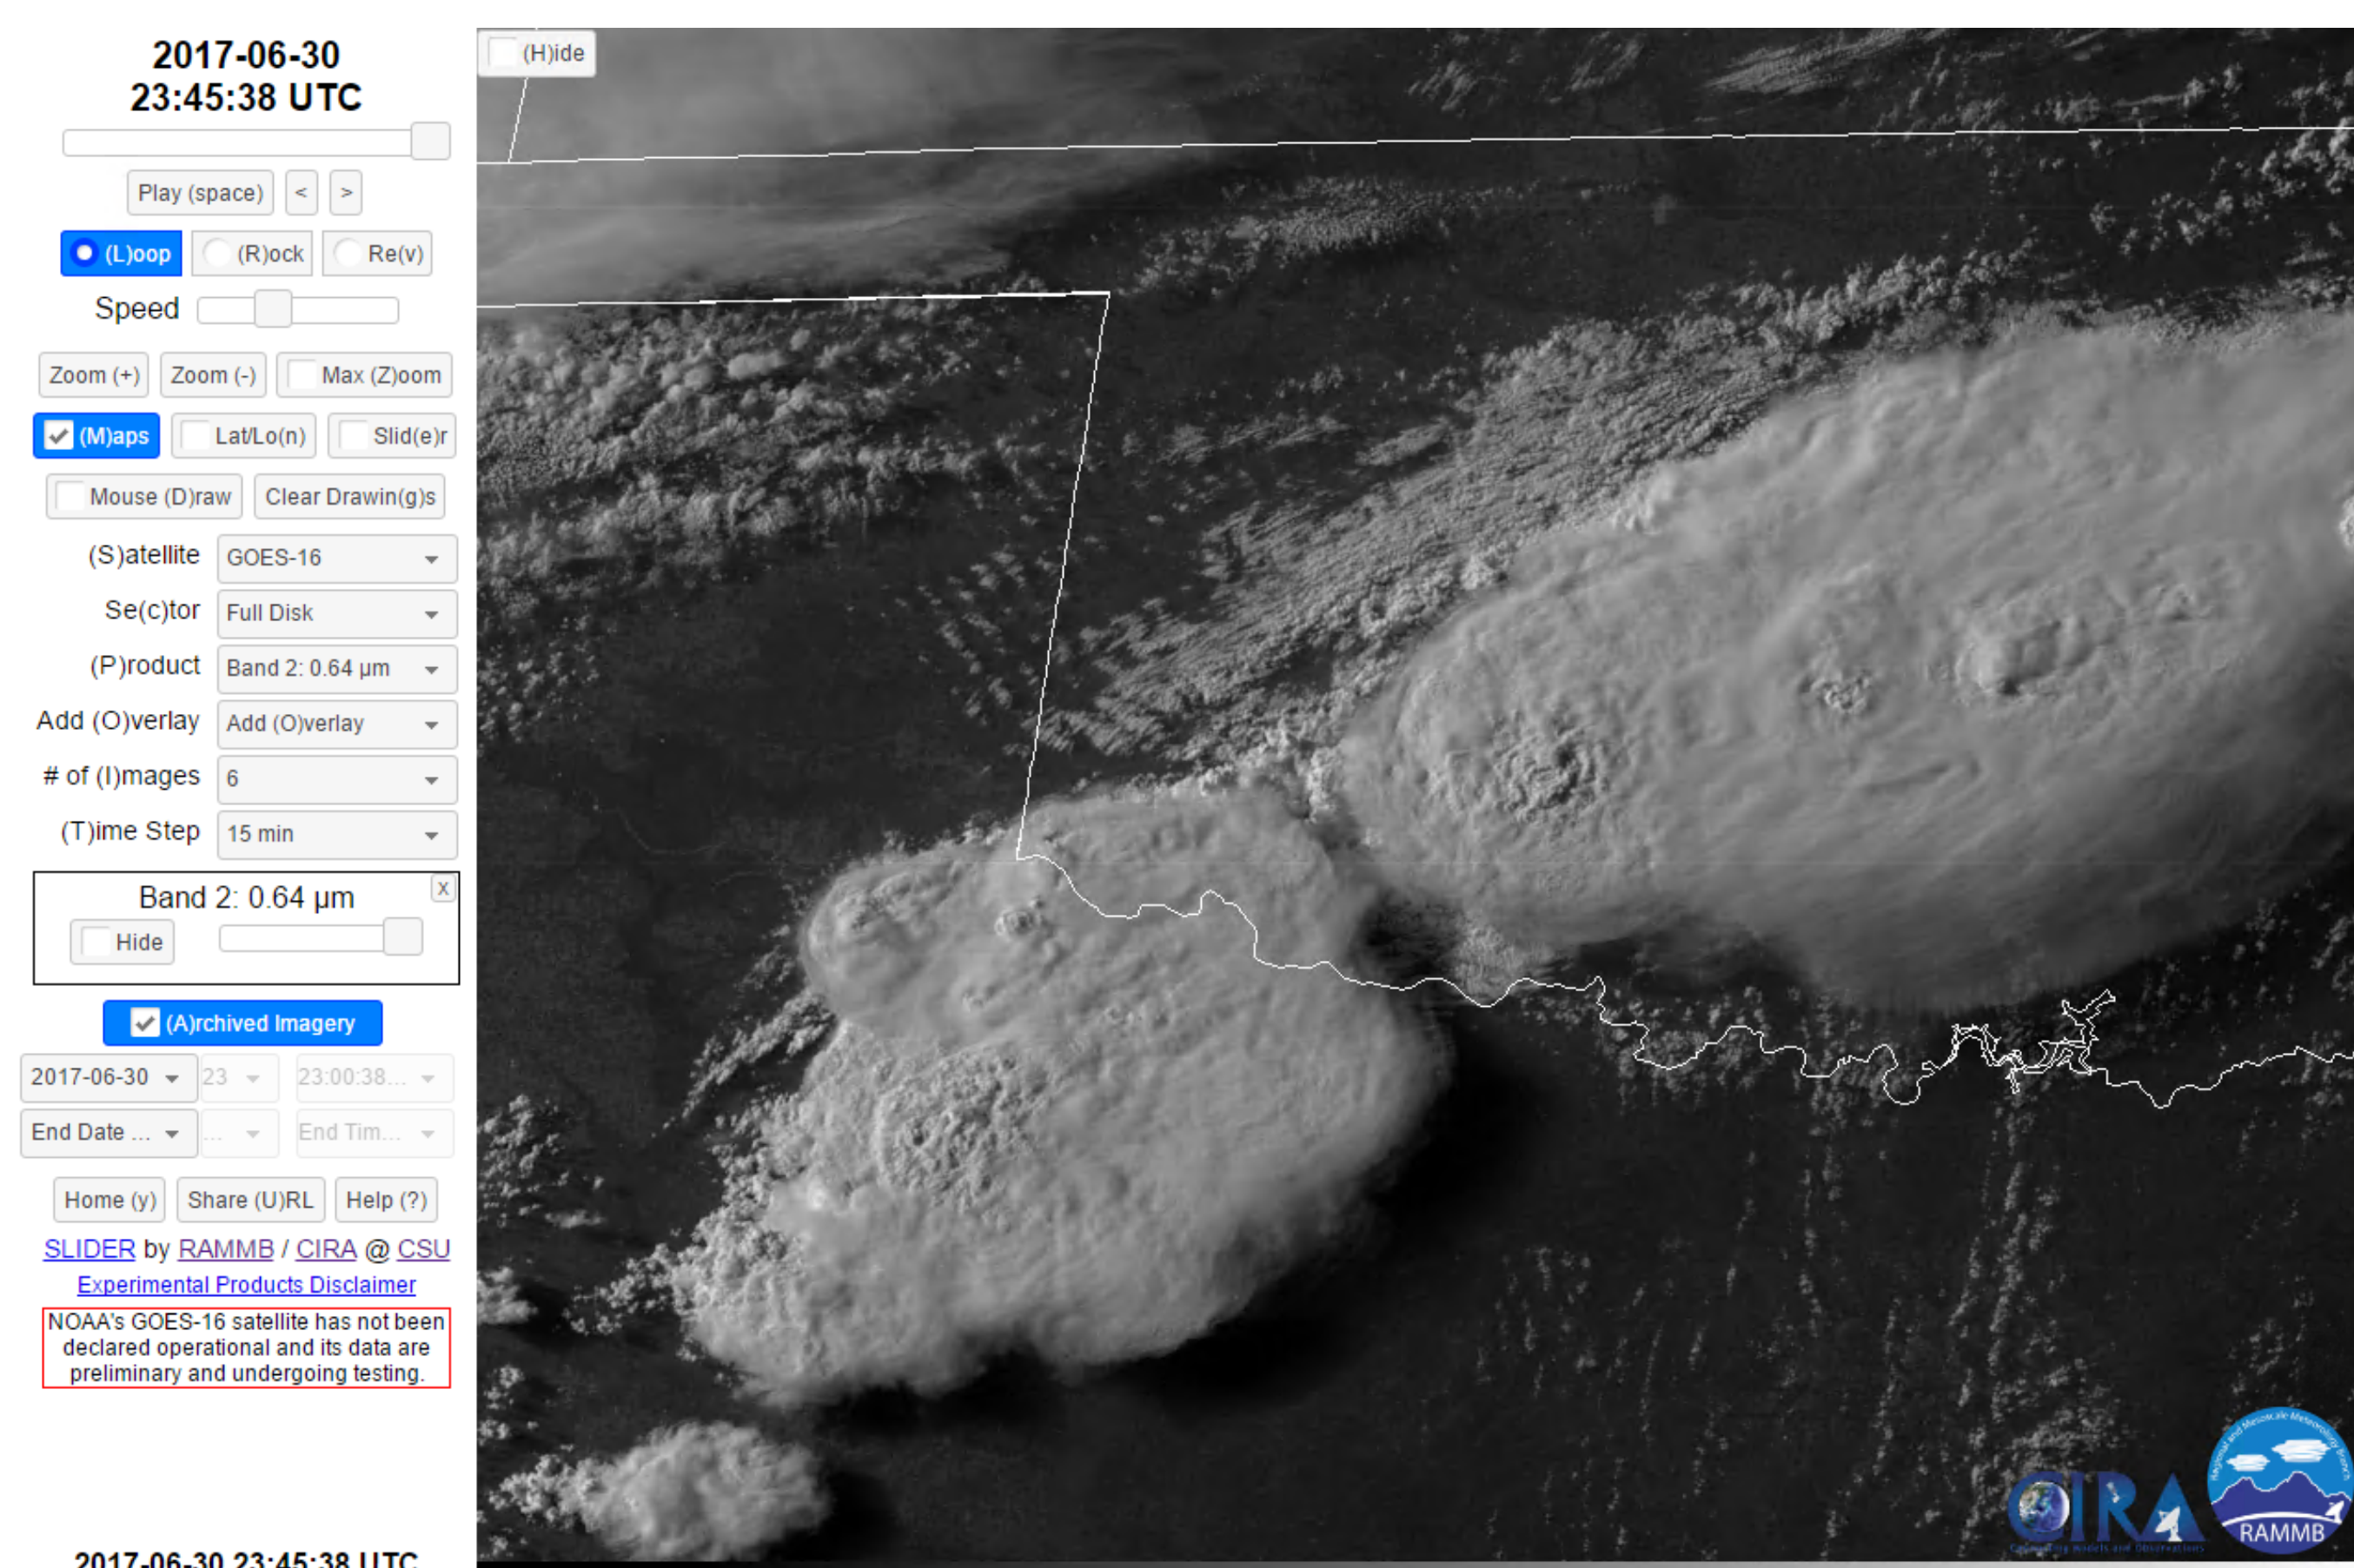 2017-06-30
23:45:38 UTC
Play (space) < >
(L)oop (R)ock Re(v)
Speed
Zoom (+) Zoom (-) Max (Z)oom
(M)aps Lat/Lo(n) Slid(e)r
Mouse (D)raw Clear Drawin(g)s
(S)atellite GOES-16
Se(c)tor Full Disk
(P)roduct Band 2: 0.64 µm
Add (O)verlay Add (O)verlay
# of (I)mages 6
(T)ime Step 15 min
Band 2: 0.64 µm X
Hide
(A)rchived Imagery
2017-06-30 23 23:00:38...
End Date ... ... End Tim...
Home (y) Share (U)RL Help (?)
SLIDER by RAMMB / CIRA @ CSU
Experimental Products Disclaimer
NOAA's GOES-16 satellite has not been
declared operational and its data are
preliminary and undergoing testing.
2017-06-30 23:45:38 UTC
(H)ide
CIRA
Regional and Mesoscale Meteorology Branch
RAMMB